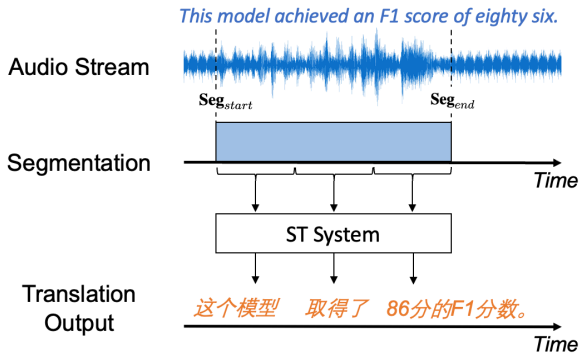 This model achieved an F1 score of eighty six.
Audio Stream
Seg_start
Seg_end
Segmentation
Time
ST System
Translation
Output
这个模型 取得了 86分的F1分数。
Time